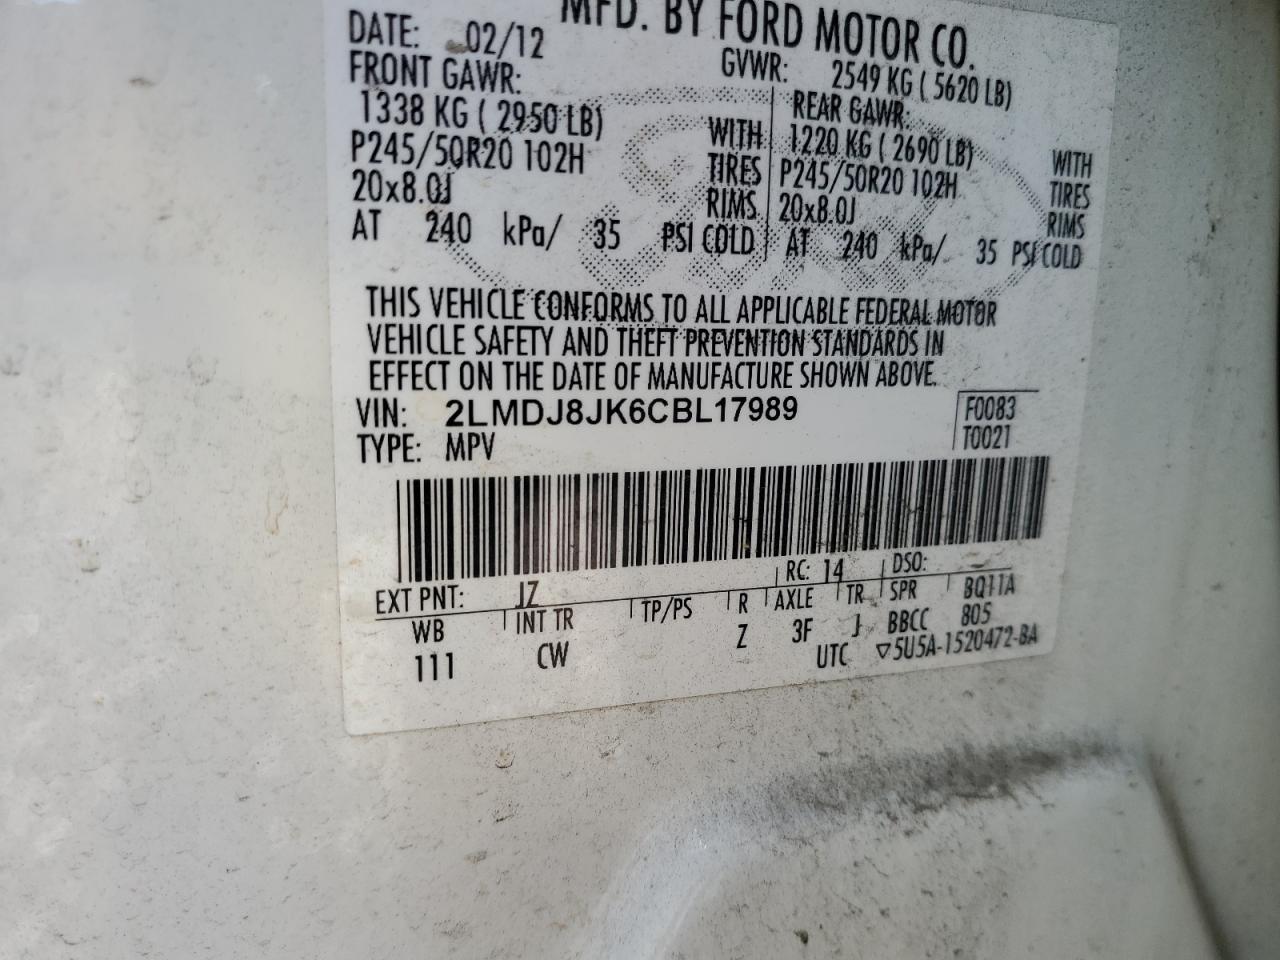 MFD. BY FORD MOTOR CO.
DATE: 02/12 GVWR: 2549 KG ( 5620 LB)
FRONT GAWR: REAR GAWR:
1338 KG ( 2950 LB) WITH 1220 KG ( 2690 LB) WITH
P245/50R20 102H TIRES P245/50R20 102H TIRES
20x8.0J RIMS 20x8.0J RIMS
AT 240 kPa/ 35 PSI COLD AT 240 kPa/ 35 PSI COLD
THIS VEHICLE CONFORMS TO ALL APPLICABLE FEDERAL MOTOR
VEHICLE SAFETY AND THEFT PREVENTION STANDARDS IN
EFFECT ON THE DATE OF MANUFACTURE SHOWN ABOVE.
VIN: 2LMDJ8JK6CBL17989 F0083
TYPE: MPV T0021
EXT PNT: JZ RC: 14 DSO:
WB INT TR TP/PS R AXLE TR SPR BQ11A
111 CW Z 3F J BBCC 805
UTC ▽5U5A-1520472-BA